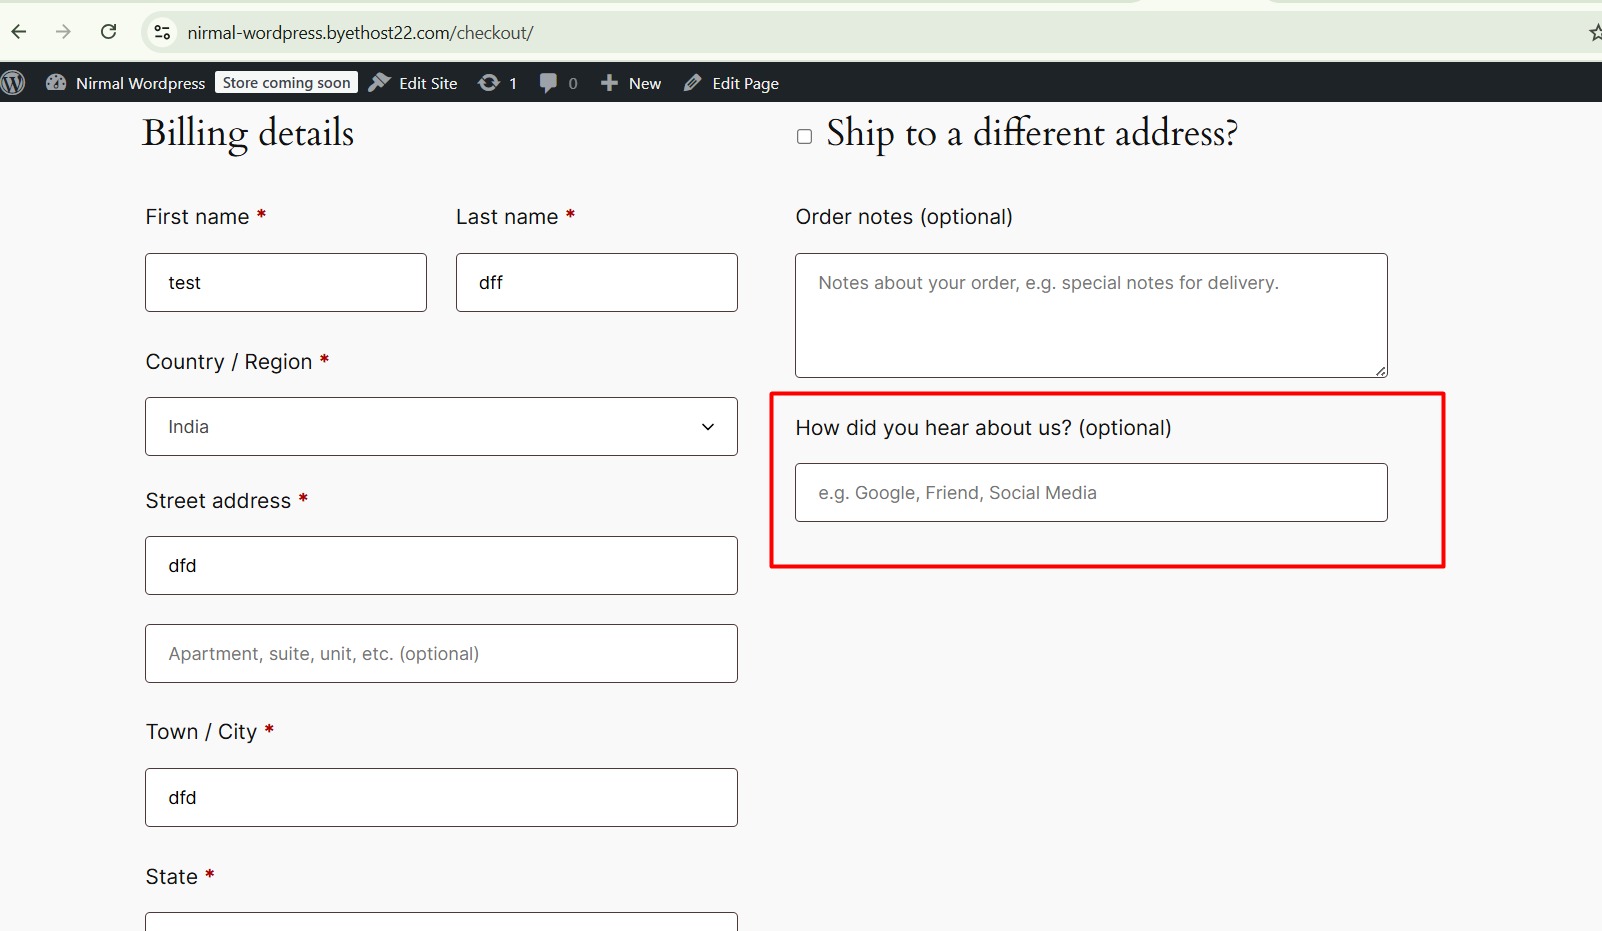 nirmal-wordpress.byethost22.com/checkout/
Nirmal Wordpress Store coming soon Edit Site 1 0 New Edit Page
Billing details
First name * Last name *
test dff
Country / Region *
India
Street address *
dfd
Apartment, suite, unit, etc. (optional)
Town / City *
dfd
State *
Ship to a different address?
Order notes (optional)
Notes about your order, e.g. special notes for delivery.
How did you hear about us? (optional)
e.g. Google, Friend, Social Media